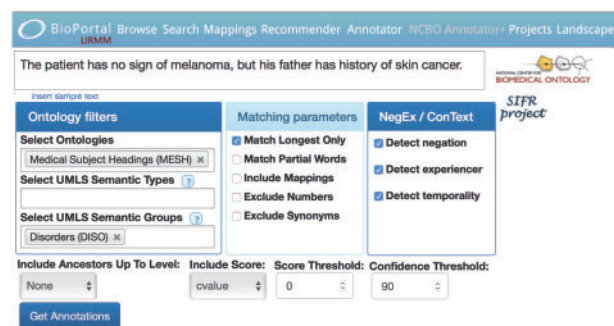 BioPortal Browse Search Mappings Recommender Annotator NCBO Annotator+ Projects Landscape
LIRMM
The patient has no sign of melanoma, but his father has history of skin cancer.
NATIONAL CENTER FOR
BIOMEDICAL ONTOLOGY
insert sample text
SIFR
project
Ontology filters
Matching parameters
NegEx / ConText
Select Ontologies
Medical Subject Headings (MESH) ×
Select UMLS Semantic Types ?
Select UMLS Semantic Groups ?
Disorders (DISO) ×
Match Longest Only
Match Partial Words
Include Mappings
Exclude Numbers
Exclude Synonyms
Detect negation
Detect experiencer
Detect temporality
Include Ancestors Up To Level: Include Score: Score Threshold: Confidence Threshold:
None cvalue 0 90
Get Annotations